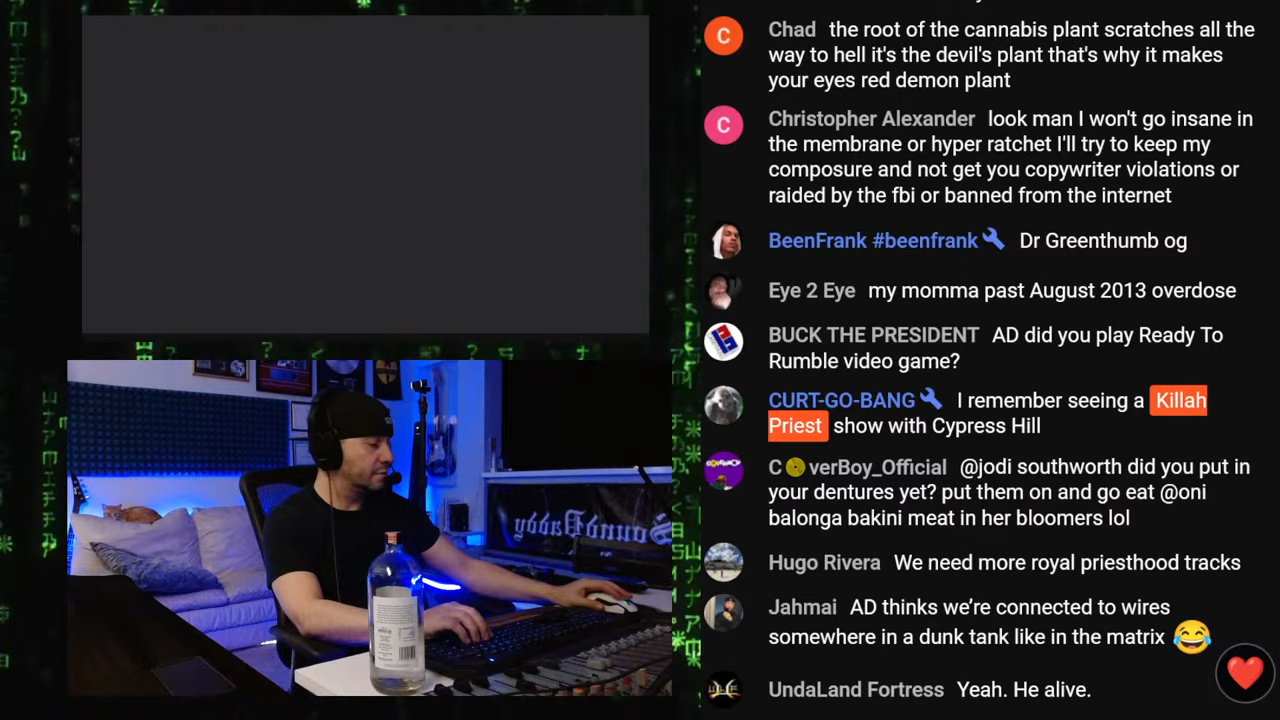 Chad the root of the cannabis plant scratches all the
way to hell it's the devil's plant that's why it makes
your eyes red demon plant
Christopher Alexander look man I won't go insane in
the membrane or hyper ratchet I'll try to keep my
composure and not get you copywriter violations or
raided by the fbi or banned from the internet
BeenFrank #beenfrank Dr Greenthumb og
Eye 2 Eye my momma past August 2013 overdose
BUCK THE PRESIDENT AD did you play Ready To
Rumble video game?
CURT-GO-BANG I remember seeing a Killah
Priest show with Cypress Hill
C verBoy_Official @jodi southworth did you put in
your dentures yet? put them on and go eat @oni
balonga bakini meat in her bloomers lol
Hugo Rivera We need more royal priesthood tracks
Jahmai AD thinks we’re connected to wires
somewhere in a dunk tank like in the matrix 😂
UndaLand Fortress Yeah. He alive.
C
C
SoundDaddy